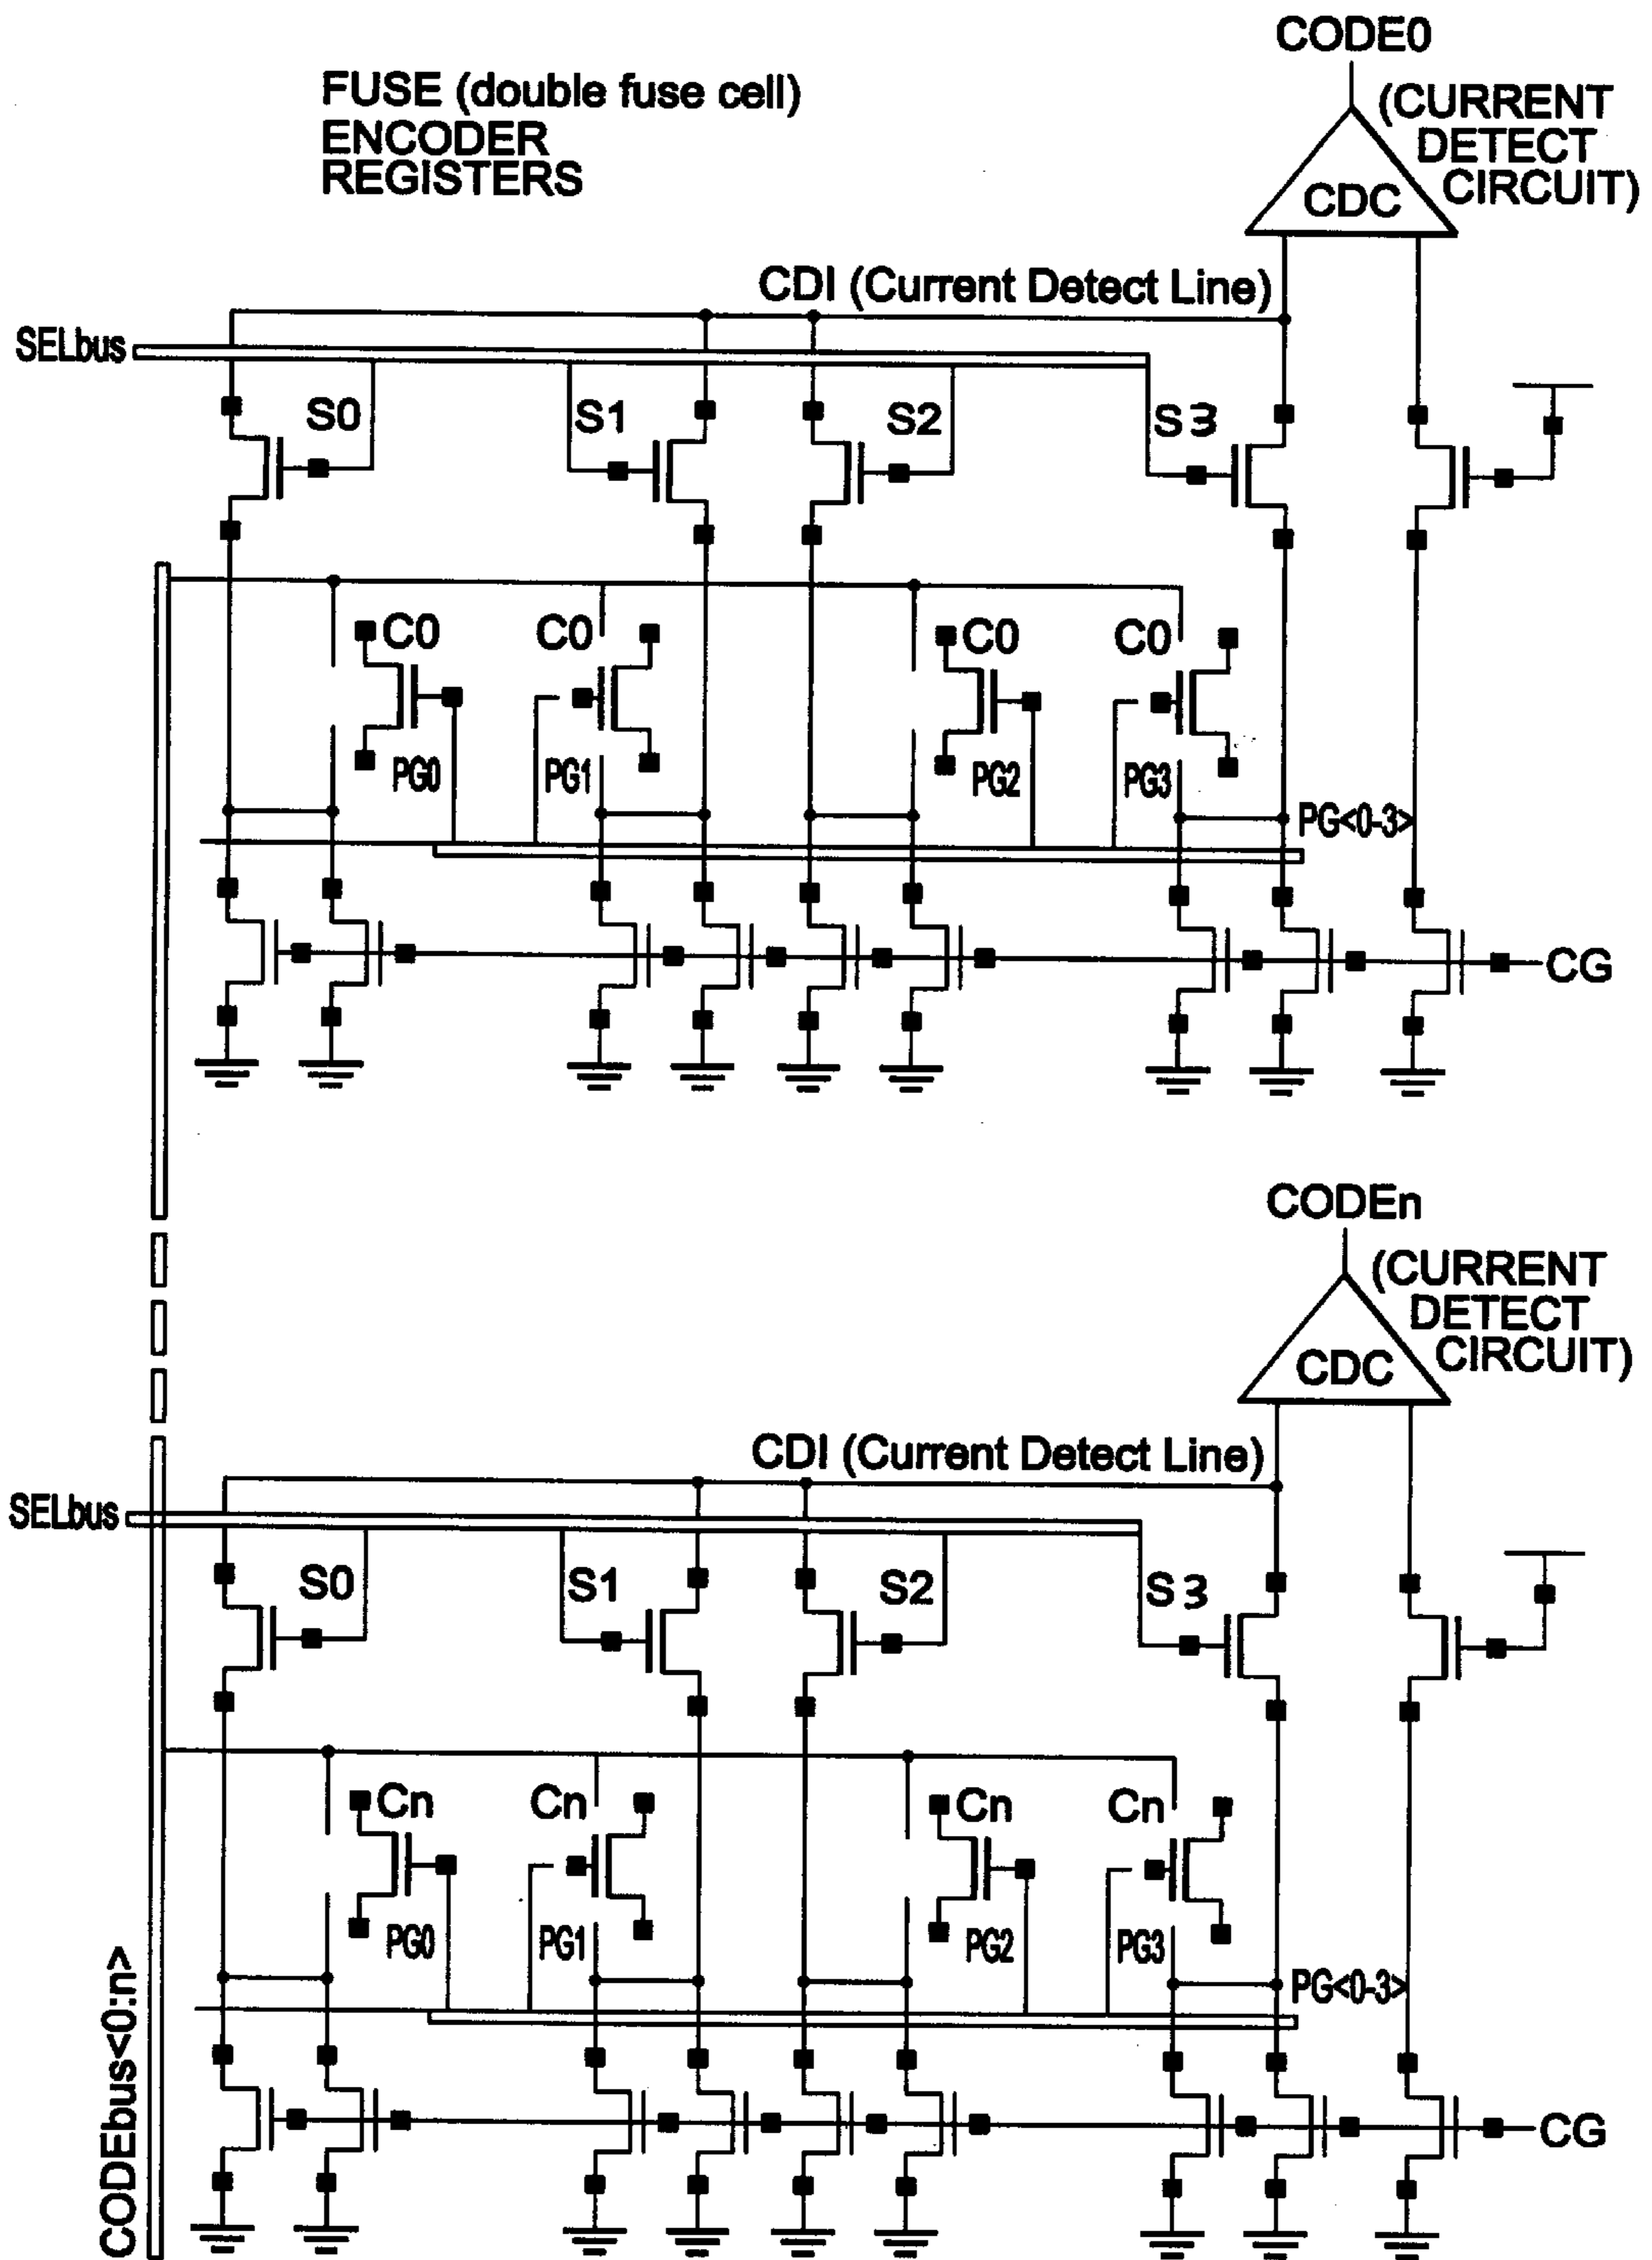 CODE0
FUSE (double fuse cell)
ENCODER
REGISTERS
(CURRENT
DETECT
CIRCUIT)
CDC
CDI (Current Detect Line)
SELbus
S0
S1
S2
S3
C0
C0
C0
C0
PG0
PG1
PG2
PG3
PG<0-3>
CG
CODEn
(CURRENT
DETECT
CIRCUIT)
CDC
CDI (Current Detect Line)
SELbus
S0
S1
S2
S3
Cn
Cn
Cn
Cn
PG0
PG1
PG2
PG3
PG<0-3>
CODEbus<0:n>
CG